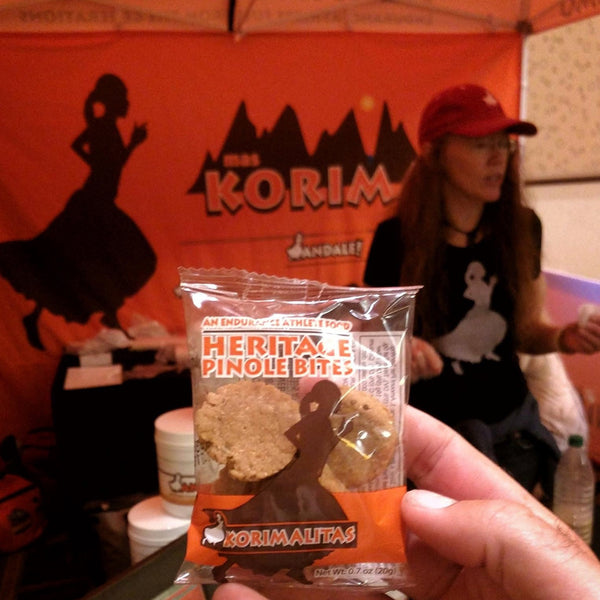 mas
KORIM
ANDALE!
AN ENDURANCE ATHLETE FOOD
HERITAGE
PINOLE BITES
KORIMALITAS
Net Wt. 0.7 oz (20g)